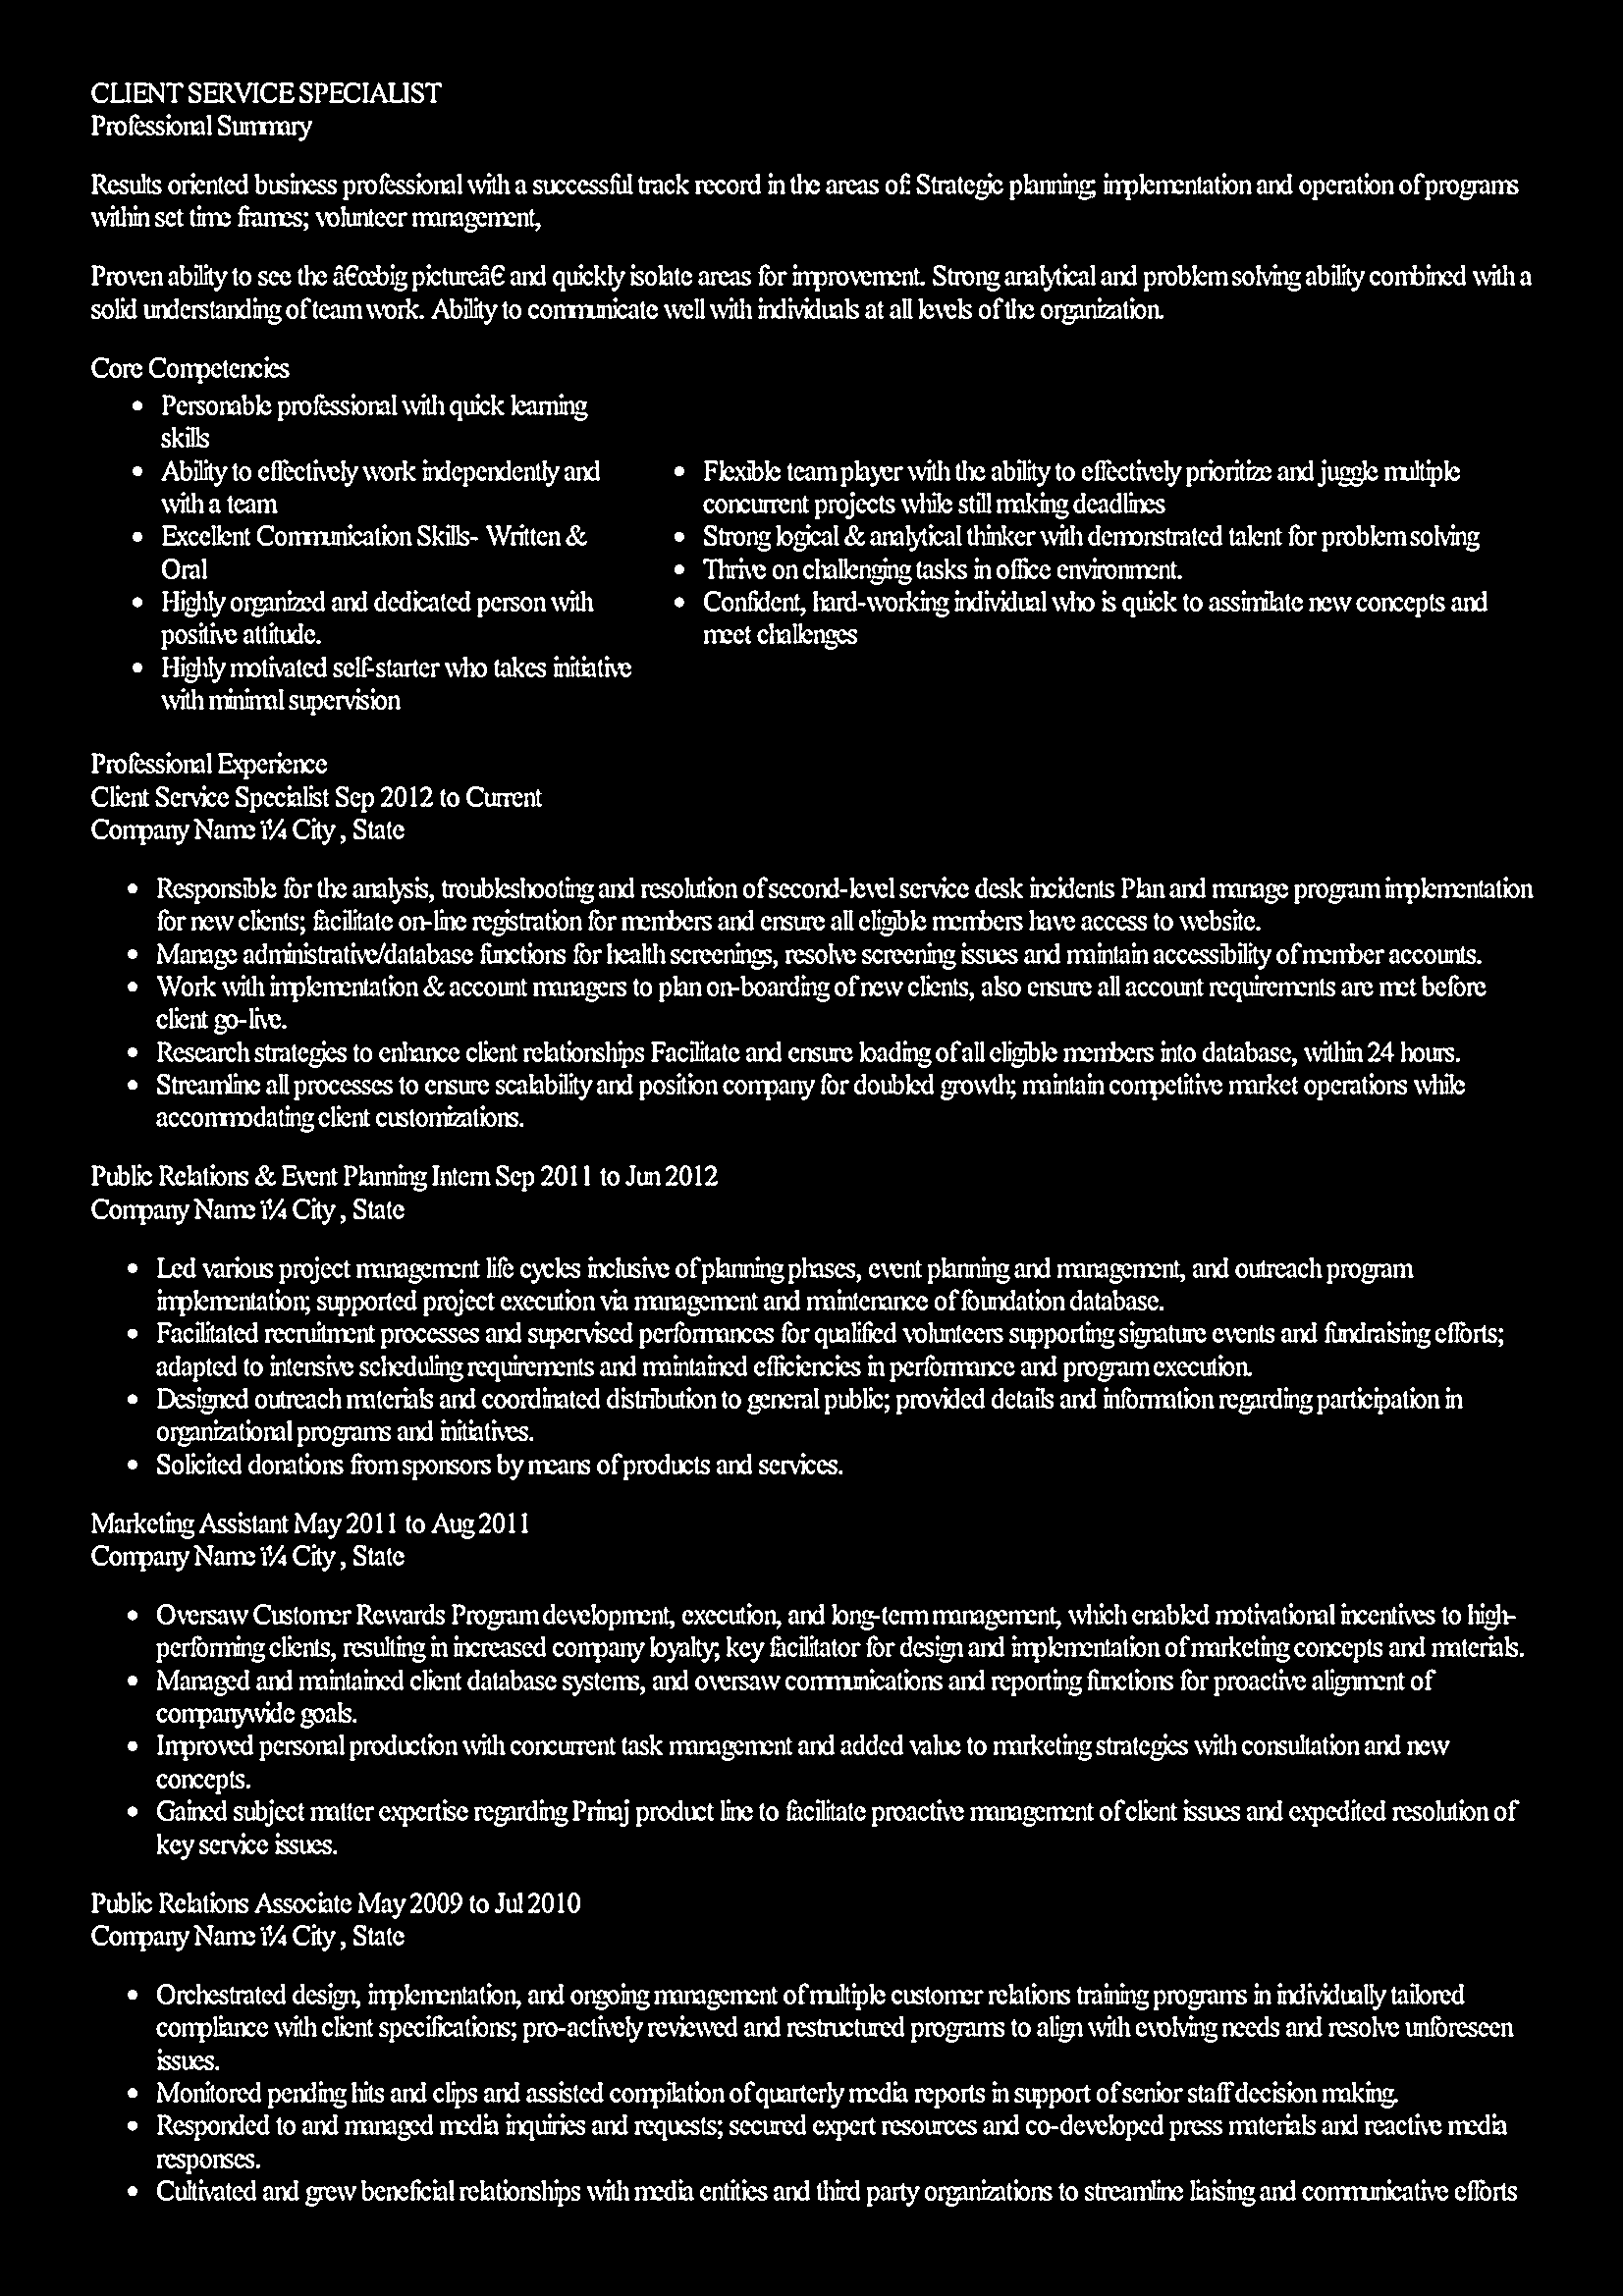 CLIENT SERVICE SPECIALIST
Professional Summary
Results oriented business professional with a successful track record in the areas of: Strategic planning; implementation and operation of programs
within set time frames; volunteer management,
Proven ability to see the â€œbig pictureâ€ and quickly isolate areas for improvement. Strong analytical and problem solving ability combined with a
solid understanding of team work. Ability to communicate well with individuals at all levels of the organization.
Core Competencies
• Personable professional with quick learning
skills
• Ability to effectively work independently and
with a team
• Excellent Communication Skills- Written &
Oral
• Highly organized and dedicated person with
positive attitude.
• Highly motivated self-starter who takes initiative
with minimal supervision
• Flexible team player with the ability to effectively prioritize and juggle multiple
concurrent projects while still making deadlines
• Strong logical & analytical thinker with demonstrated talent for problem solving
• Thrive on challenging tasks in office environment.
• Confident, hard-working individual who is quick to assimilate new concepts and
meet challenges
Professional Experience
Client Service Specialist Sep 2012 to Current
Company Name ï¼ City , State
• Responsible for the analysis, troubleshooting and resolution of second-level service desk incidents Plan and manage program implementation
for new clients; facilitate on-line registration for members and ensure all eligible members have access to website.
• Manage administrative/database functions for health screenings, resolve screening issues and maintain accessibility of member accounts.
• Work with implementation & account managers to plan on-boarding of new clients, also ensure all account requirements are met before
client go-live.
• Research strategies to enhance client relationships Facilitate and ensure loading of all eligible members into database, within 24 hours.
• Streamline all processes to ensure scalability and position company for doubled growth; maintain competitive market operations while
accommodating client customizations.
Public Relations & Event Planning Intern Sep 2011 to Jun 2012
Company Name ï¼ City , State
• Led various project management life cycles inclusive of planning phases, event planning and management, and outreach program
implementation; supported project execution via management and maintenance of foundation database.
• Facilitated recruitment processes and supervised performances for qualified volunteers supporting signature events and fundraising efforts;
adapted to intensive scheduling requirements and maintained efficiencies in performance and program execution.
• Designed outreach materials and coordinated distribution to general public; provided details and information regarding participation in
organizational programs and initiatives.
• Solicited donations from sponsors by means of products and services.
Marketing Assistant May 2011 to Aug 2011
Company Name ï¼ City , State
• Oversaw Customer Rewards Program development, execution, and long-term management, which enabled motivational incentives to high-
performing clients, resulting in increased company loyalty; key facilitator for design and implementation of marketing concepts and materials.
• Managed and maintained client database systems, and oversaw communications and reporting functions for proactive alignment of
companywide goals.
• Improved personal production with concurrent task management and added value to marketing strategies with consultation and new
concepts.
• Gained subject matter expertise regarding Prinaj product line to facilitate proactive management of client issues and expedited resolution of
key service issues.
Public Relations Associate May 2009 to Jul 2010
Company Name ï¼ City , State
• Orchestrated design, implementation, and ongoing management of multiple customer relations training programs in individually tailored
compliance with client specifications; pro-actively reviewed and restructured programs to align with evolving needs and resolve unforeseen
issues.
• Monitored pending hits and clips and assisted compilation of quarterly media reports in support of senior staff decision making.
• Responded to and managed media inquiries and requests; secured expert resources and co-developed press materials and reactive media
responses.
• Cultivated and grew beneficial relationships with media entities and third party organizations to streamline liaising and communicative efforts